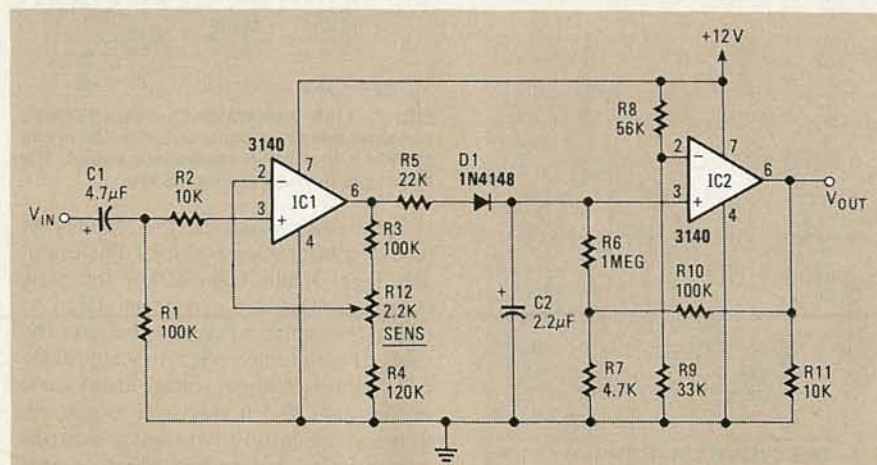 +12V
R8
56K
3140
7
2
IC1
3
6
4
C1
4.7µF
+
R2
10K
V_IN
R5
22K
D1
1N4148
2
−
3
+
7
IC2
6
4
3140
V_OUT
−
+
R3
100K
R6
1MEG
R10
100K
R12
2.2K
SENS
+
C2
2.2µF
R1
100K
R4
120K
R7
4.7K
R9
33K
R11
10K